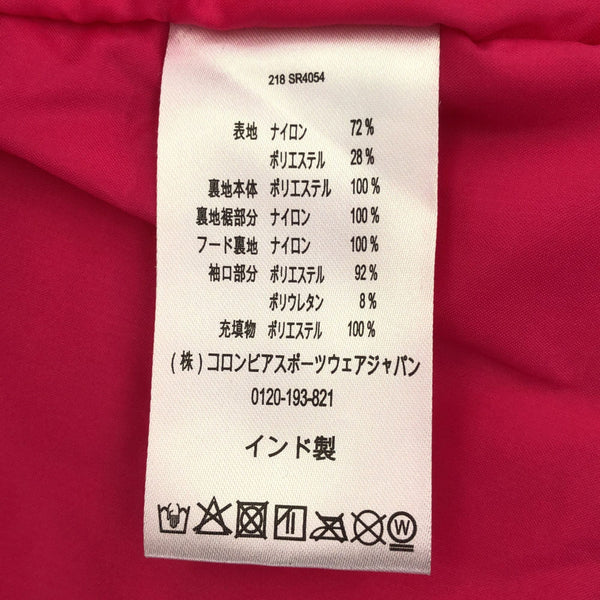 218 SR4054
表地 ナイロン 72%
ポリエステル 28%
裏地本体 ポリエステル 100%
裏地裾部分 ナイロン 100%
フード裏地 ナイロン 100%
袖口部分 ポリエステル 92%
ポリウレタン 8%
充填物 ポリエステル 100%
(株)コロンビアスポーツウェアジャパン
0120-193-821
インド製
W